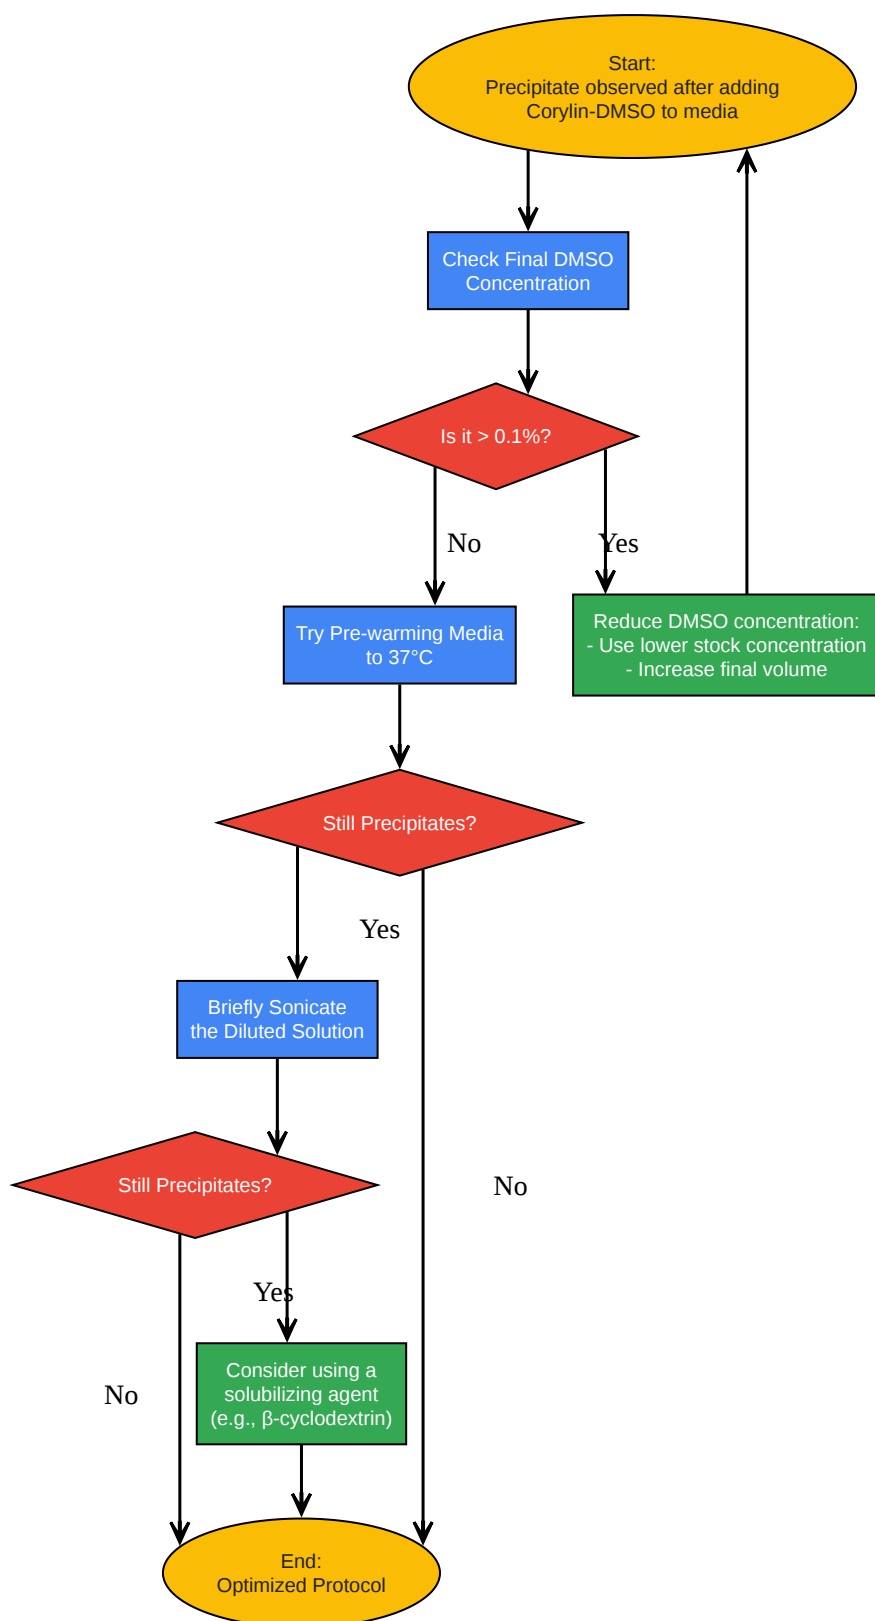 Start:
Precipitate observed after adding
Corylin-DMSO to media
Check Final DMSO
Concentration
Is it > 0.1%?
No
Yes
Try Pre-warming Media
to 37°C
Reduce DMSO concentration:
- Use lower stock concentration
- Increase final volume
Still Precipitates?
Yes
Briefly Sonicate
the Diluted Solution
Still Precipitates?
No
Yes
Consider using a
solubilizing agent
(e.g., β-cyclodextrin)
No
End:
Optimized Protocol